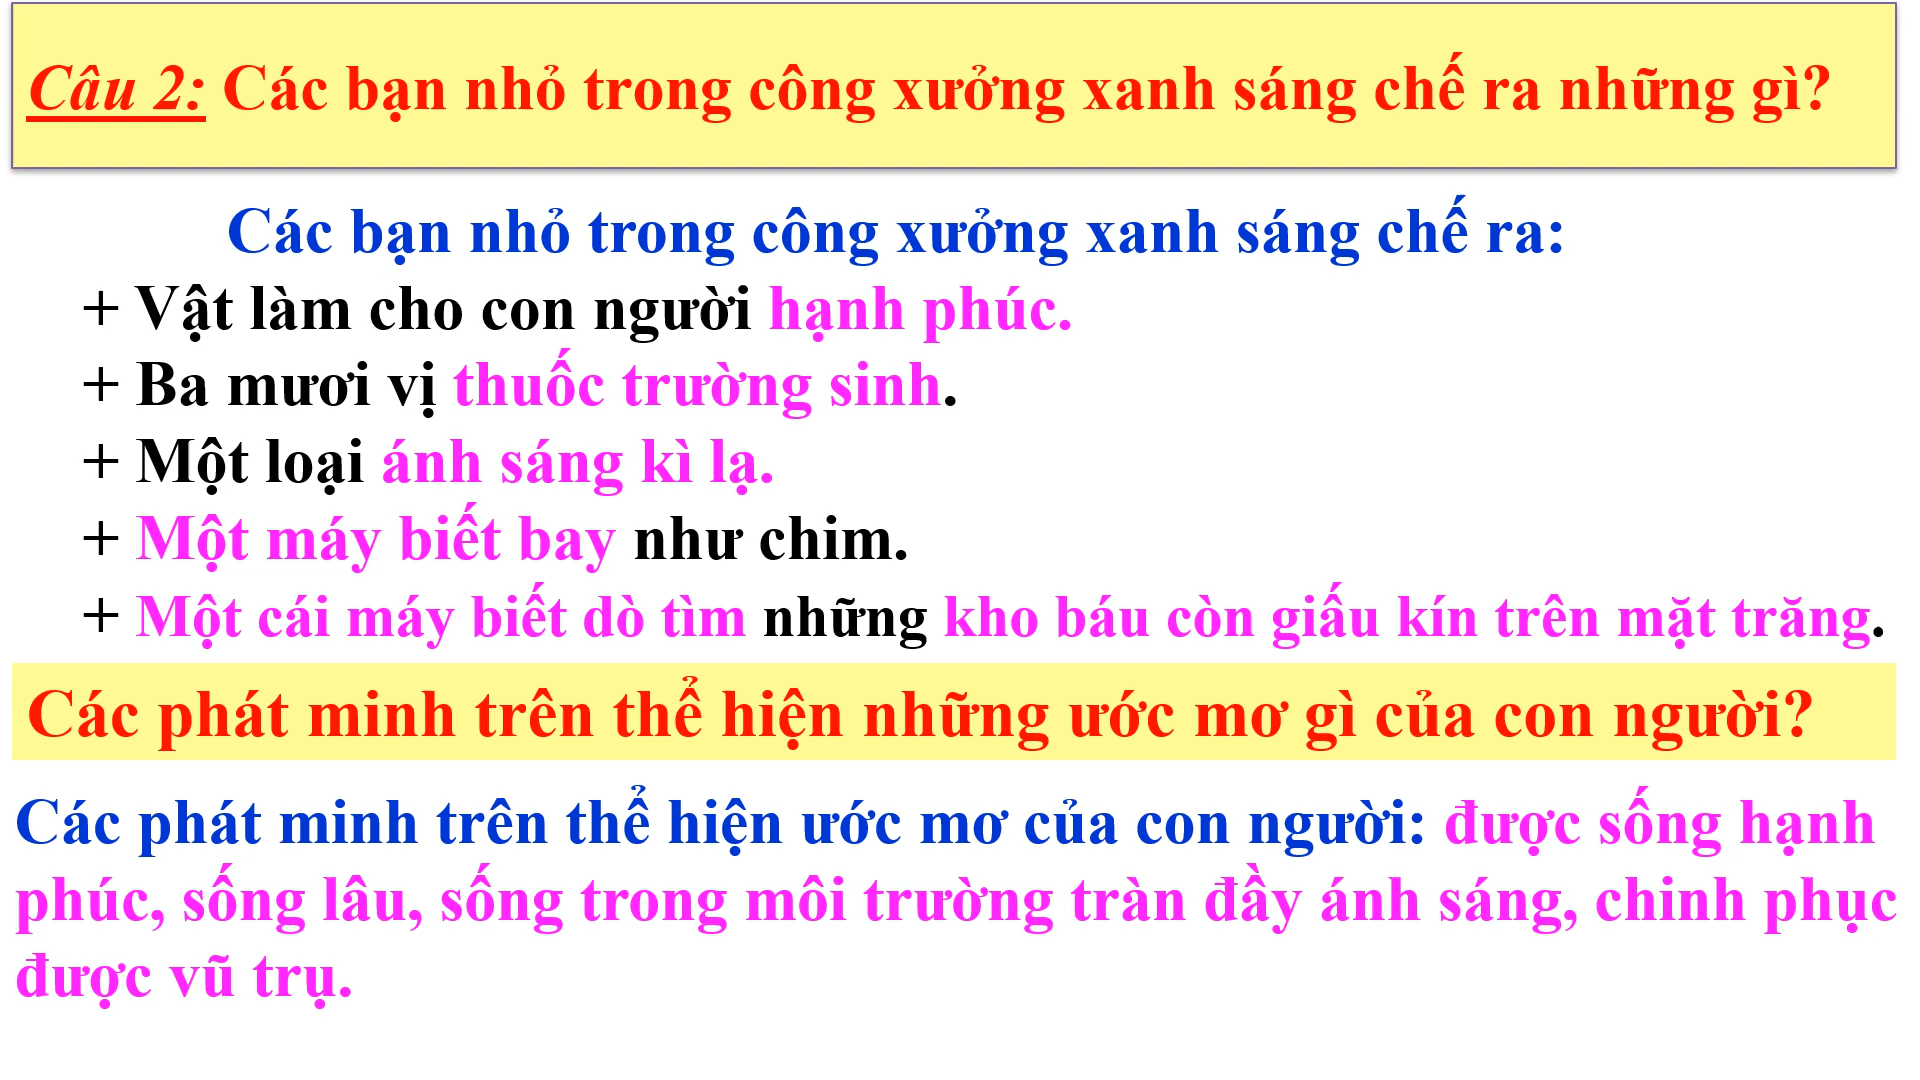 Câu 2: Các bạn nhỏ trong công xưởng xanh sáng chế ra những gì?
Các bạn nhỏ trong công xưởng xanh sáng chế ra:
+ Vật làm cho con người hạnh phúc.
+ Ba mươi vị thuốc trường sinh.
+ Một loại ánh sáng kì lạ.
+ Một máy biết bay như chim.
+ Một cái máy biết dò tìm những kho báu còn giấu kín trên mặt trăng.
Các phát minh trên thể hiện những ước mơ gì của con người?
Các phát minh trên thể hiện ước mơ của con người: được sống hạnh
phúc, sống lâu, sống trong môi trường tràn đầy ánh sáng, chinh phục
được vũ trụ.